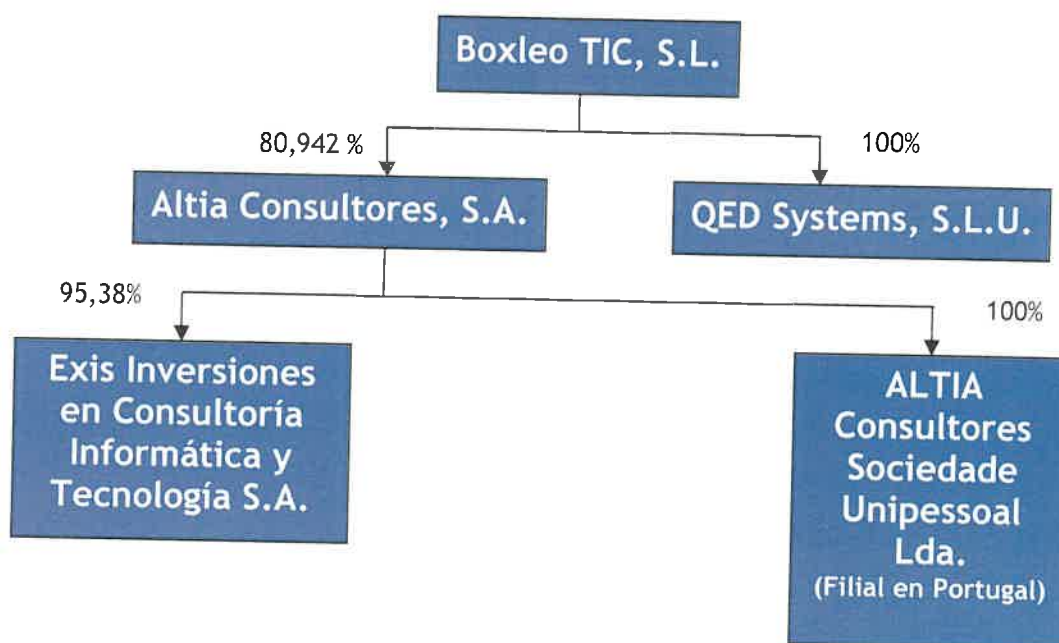 Boxleo TIC, S.L.
80,942 %
100%
Altia Consultores, S.A.
QED Systems, S.L.U.
95,38%
100%
Exis Inversiones
en Consultoría
Informática y
Tecnología S.A.
ALTIA
Consultores
Sociedade
Unipessoal
Lda.
(Filial en Portugal)